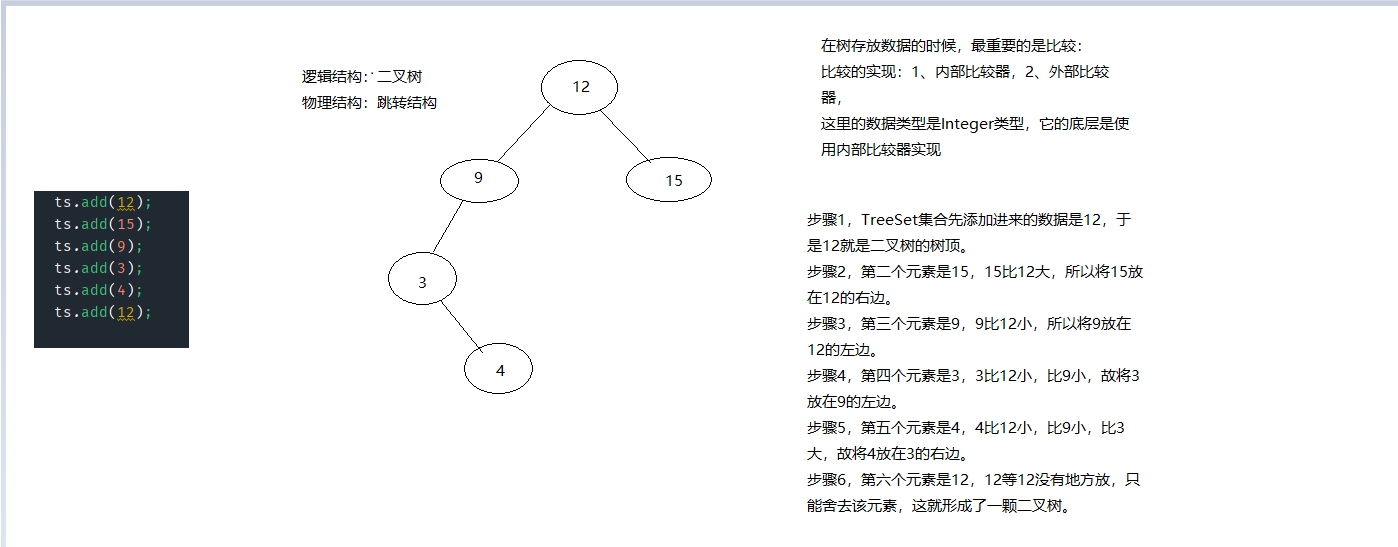 逻辑结构：二叉树
物理结构：跳转结构
ts.add(12);
ts.add(15);
ts.add(9);
ts.add(3);
ts.add(4);
ts.add(12);
12
9
15
3
4
在树存放数据的时候，最重要的是比较：
比较的实现：1、内部比较器，2、外部比较
器，
这里的数据类型是Integer类型，它的底层是使
用内部比较器实现
步骤1，TreeSet集合先添加进来的数据是12，于
是12就是二叉树的树顶。
步骤2，第二个元素是15，15比12大，所以将15放
在12的右边。
步骤3，第三个元素是9，9比12小，所以将9放在
12的左边。
步骤4，第四个元素是3，3比12小，比9小，故将3
放在9的左边。
步骤5，第五个元素是4，4比12小，比9小，比3
大，故将4放在3的右边。
步骤6，第六个元素是12，12等12没有地方放，只
能舍去该元素，这就形成了一颗二叉树。